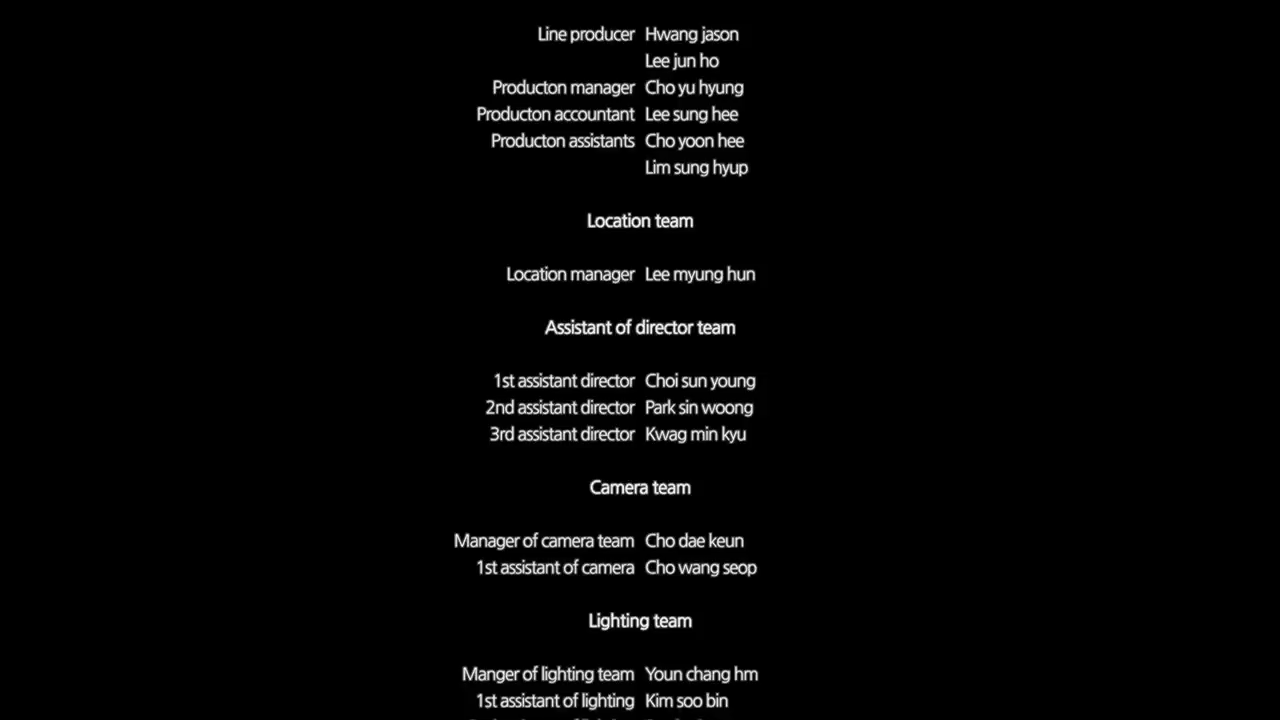 Line producer Hwang jason
Lee jun ho
Producton manager Cho yu hyung
Producton accountant Lee sung hee
Producton assistants Cho yoon hee
Lim sung hyup
Location team
Location manager Lee myung hun
Assistant of director team
1st assistant director Choi sun young
2nd assistant director Park sin woong
3rd assistant director Kwag min kyu
Camera team
Manager of camera team Cho dae keun
1st assistant of camera Cho wang seop
Lighting team
Manger of lighting team Youn chang hm
1st assistant of lighting Kim soo bin